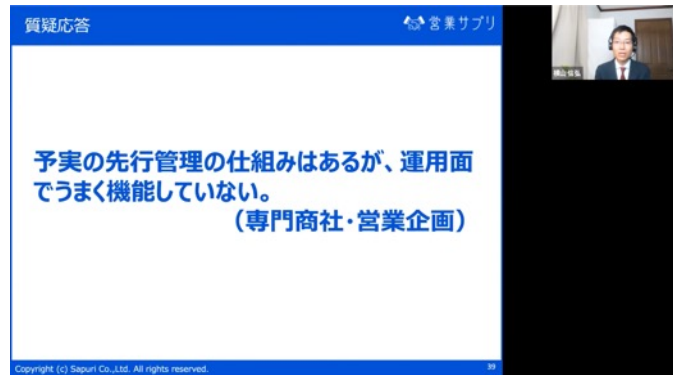 質疑応答
営業サプリ
予実の先行管理の仕組みはあるが、運用面
でうまく機能していない。
（専門商社・営業企画）
Copyright (c) Sapuri Co.,Ltd. All rights reserved.
39